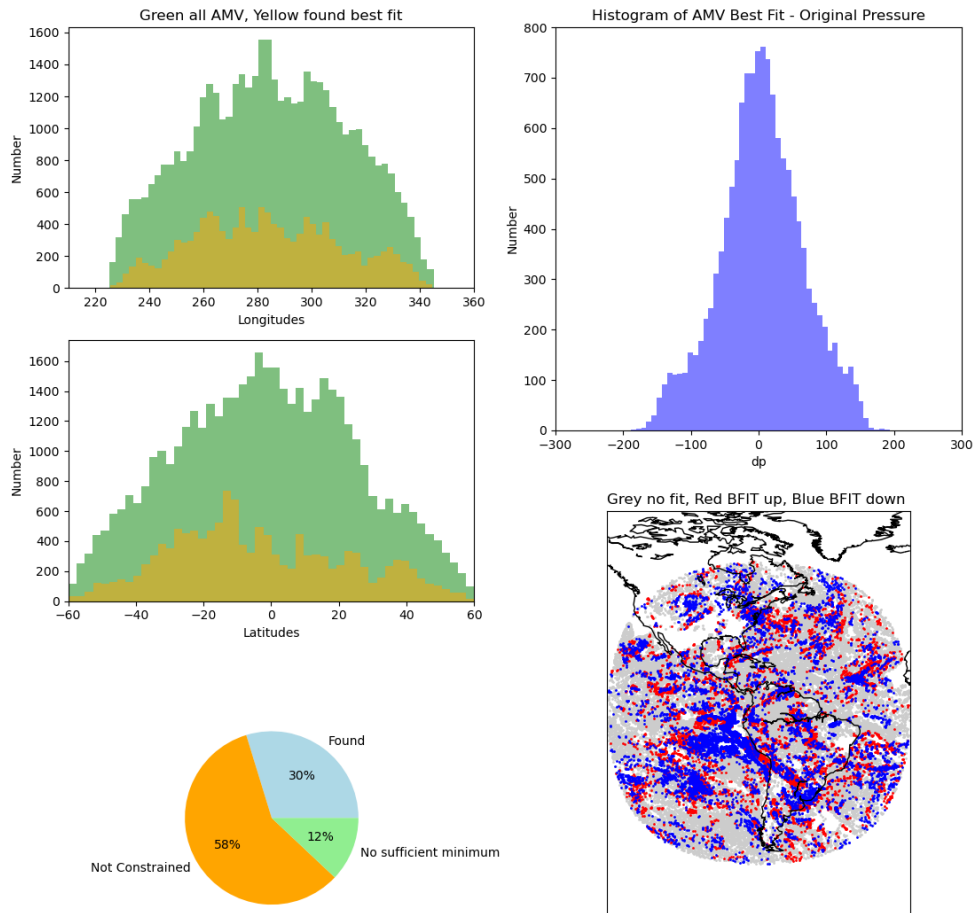 Green all AMV, Yellow found best fit
1600
1400
1200
1000
800
600
400
200
0
Number
220 240 260 280 300 320 340 360
Longitudes
Histogram of AMV Best Fit - Original Pressure
800
700
600
500
400
300
200
100
0
Number
−300 −200 −100 0 100 200 300
dp
1600
1400
1200
1000
800
600
400
200
0
Number
−60 −40 −20 0 20 40 60
Latitudes
Grey no fit, Red BFIT up, Blue BFIT down
Found
30%
58%
Not Constrained
12%
No sufficient minimum